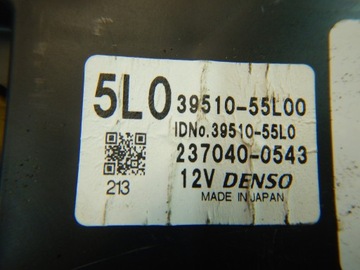 5L0 39510-55L00
IDNo.39510-55L0
237040-0543
213 12V DENSO
MADE IN JAPAN